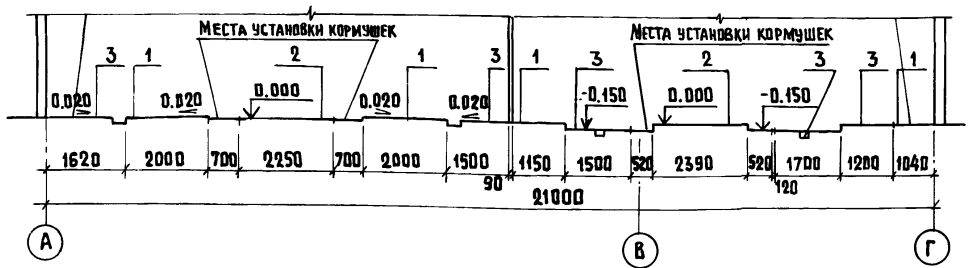 МЕСТА УСТАНОВКИ КОРМУШЕК МЕСТА УСТАНОВКИ КОРМУШЕК
3 1 2 1 3 1 3 2 3 3 1
0.020 0.020 0.000 0.020 0.020 -0.150 0.000 -0.150
1620 2000 700 2250 700 2000 1500 1150 1500 520 2390 520 1700 1200 1040
90 120
21000
А В Г